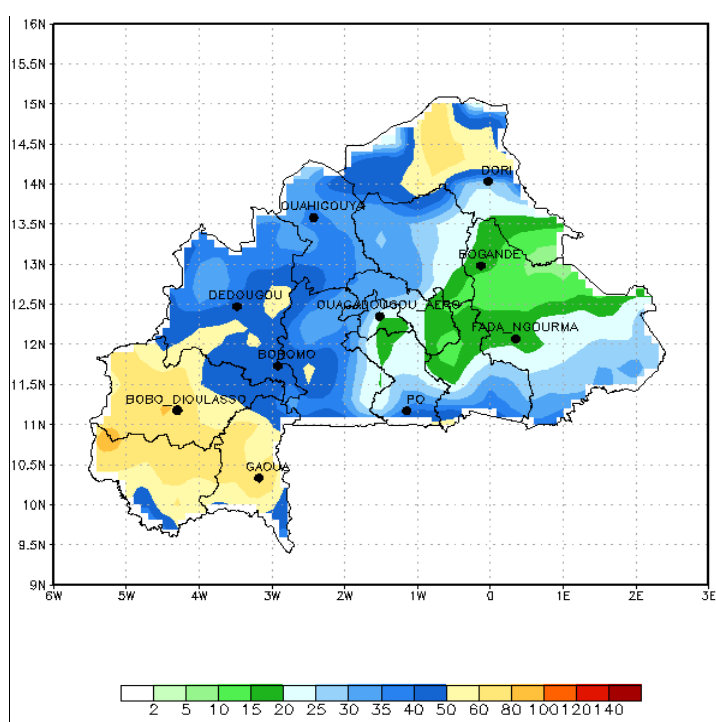 16N
15.5N
15N
14.5N
14N
13.5N
13N
12.5N
12N
11.5N
11N
10.5N
10N
9.5N
9N
DORI
OUAHIGOUYA
BOGANDE
DEDOUGOU
OUAGADOUGOU_AERO
FADA_NGOURMA
BOROMO
BOBO_DIOULASSO
PO
GAOUA
6W 5W 4W 3W 2W 1W 0 1E 2E 3E
2 5 10 15 20 25 30 35 40 50 60 80 100 120 140